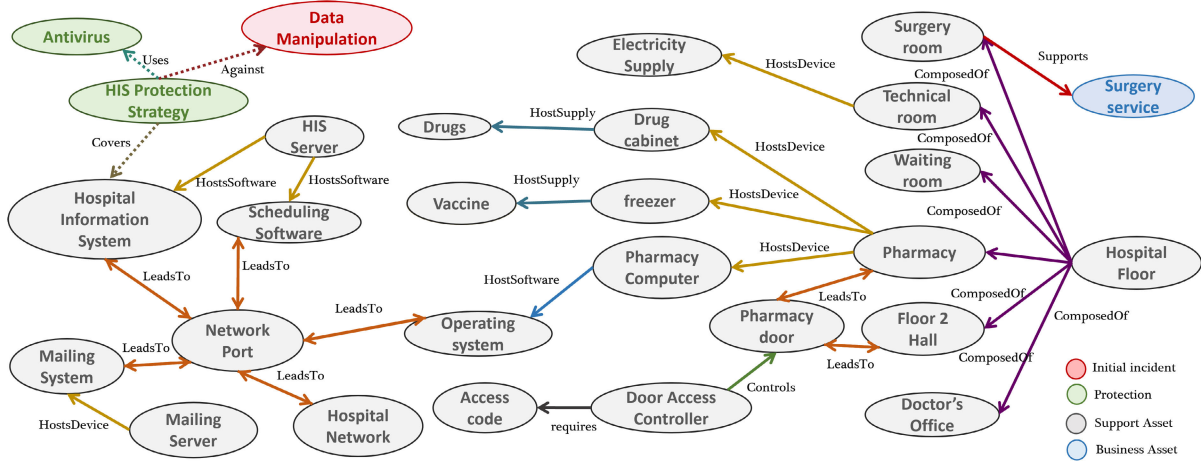 Antivirus
Data
Manipulation
Uses
Against
HIS Protection
Strategy
Covers
HIS
Server
HostsSoftware
HostsSoftware
Hospital
Information
System
Scheduling
Software
LeadsTo
LeadsTo
Network
Port
LeadsTo
Mailing
System
LeadsTo
LeadsTo
HostsDevice
Mailing
Server
Hospital
Network
Electricity
Supply
HostsDevice
Drugs
HostSupply
Drug
cabinet
HostsDevice
Vaccine
HostSupply
freezer
HostsDevice
Pharmacy
Computer
HostsDevice
HostSoftware
Operating
system
Pharmacy
door
LeadsTo
LeadsTo
Access
code
requires
Door Access
Controller
Controls
Surgery
room
Supports
Surgery
service
ComposedOf
Technical
room
ComposedOf
Waiting
room
ComposedOf
Pharmacy
Hospital
Floor
ComposedOf
Floor 2
Hall
ComposedOf
ComposedOf
Doctor's
Office
Initial incident
Protection
Support Asset
Business Asset